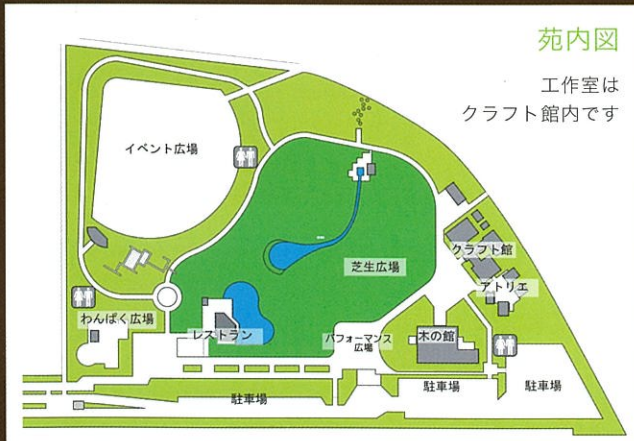 苑内図
工作室は
クラフト館内です
イベント広場
クラフト館
芝生広場
アトリエ
わんぱく広場
レストラン
パフォーマンス
広場
木の館
駐車場
駐車場
駐車場